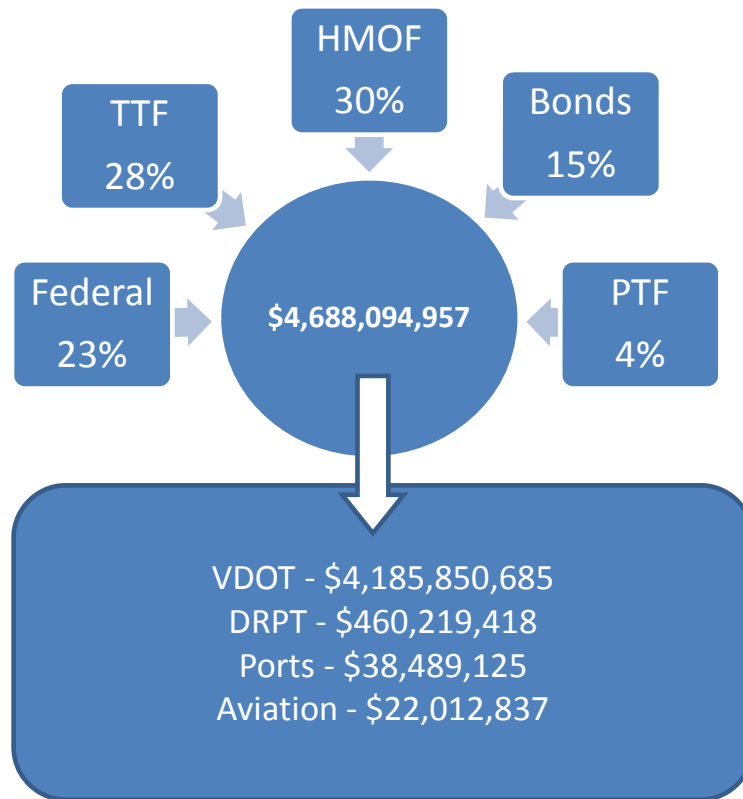 HMOF
30%
TTF
28%
Bonds
15%
Federal
23%
$4,688,094,957
PTF
4%
VDOT - $4,185,850,685
DRPT - $460,219,418
Ports - $38,489,125
Aviation - $22,012,837